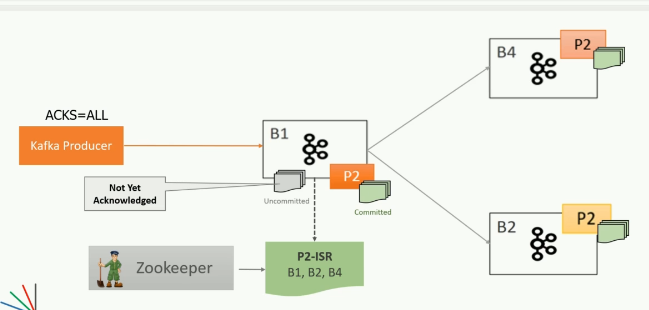 ACKS=ALL
Kafka Producer
B1
P2
Not Yet
Acknowledged
Uncommitted
Committed
B4
P2
B2
P2
Zookeeper
P2-ISR
B1, B2, B4